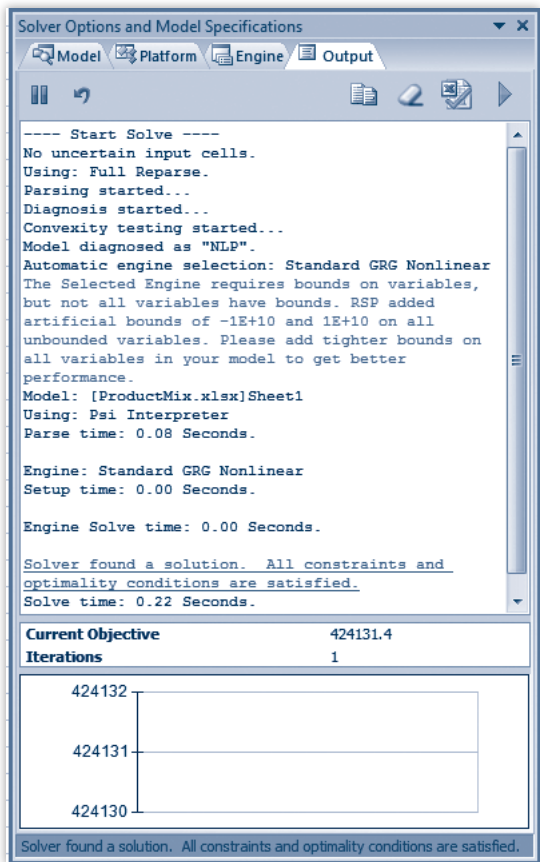 Solver Options and Model Specifications
Model Platform Engine Output
---- Start Solve ----
No uncertain input cells.
Using: Full Reparse.
Parsing started...
Diagnosis started...
Convexity testing started...
Model diagnosed as "NLP".
Automatic engine selection: Standard GRG Nonlinear
The Selected Engine requires bounds on variables,
but not all variables have bounds. RSP added
artificial bounds of -1E+10 and 1E+10 on all
unbounded variables. Please add tighter bounds on
all variables in your model to get better
performance.
Model: [ProductMix.xlsx]Sheet1
Using: Psi Interpreter
Parse time: 0.08 Seconds.
Engine: Standard GRG Nonlinear
Setup time: 0.00 Seconds.
Engine Solve time: 0.00 Seconds.
Solver found a solution. All constraints and
optimality conditions are satisfied.
Solve time: 0.22 Seconds.
Current Objective 424131.4
Iterations 1
424132
424131
424130
Solver found a solution. All constraints and optimality conditions are satisfied.